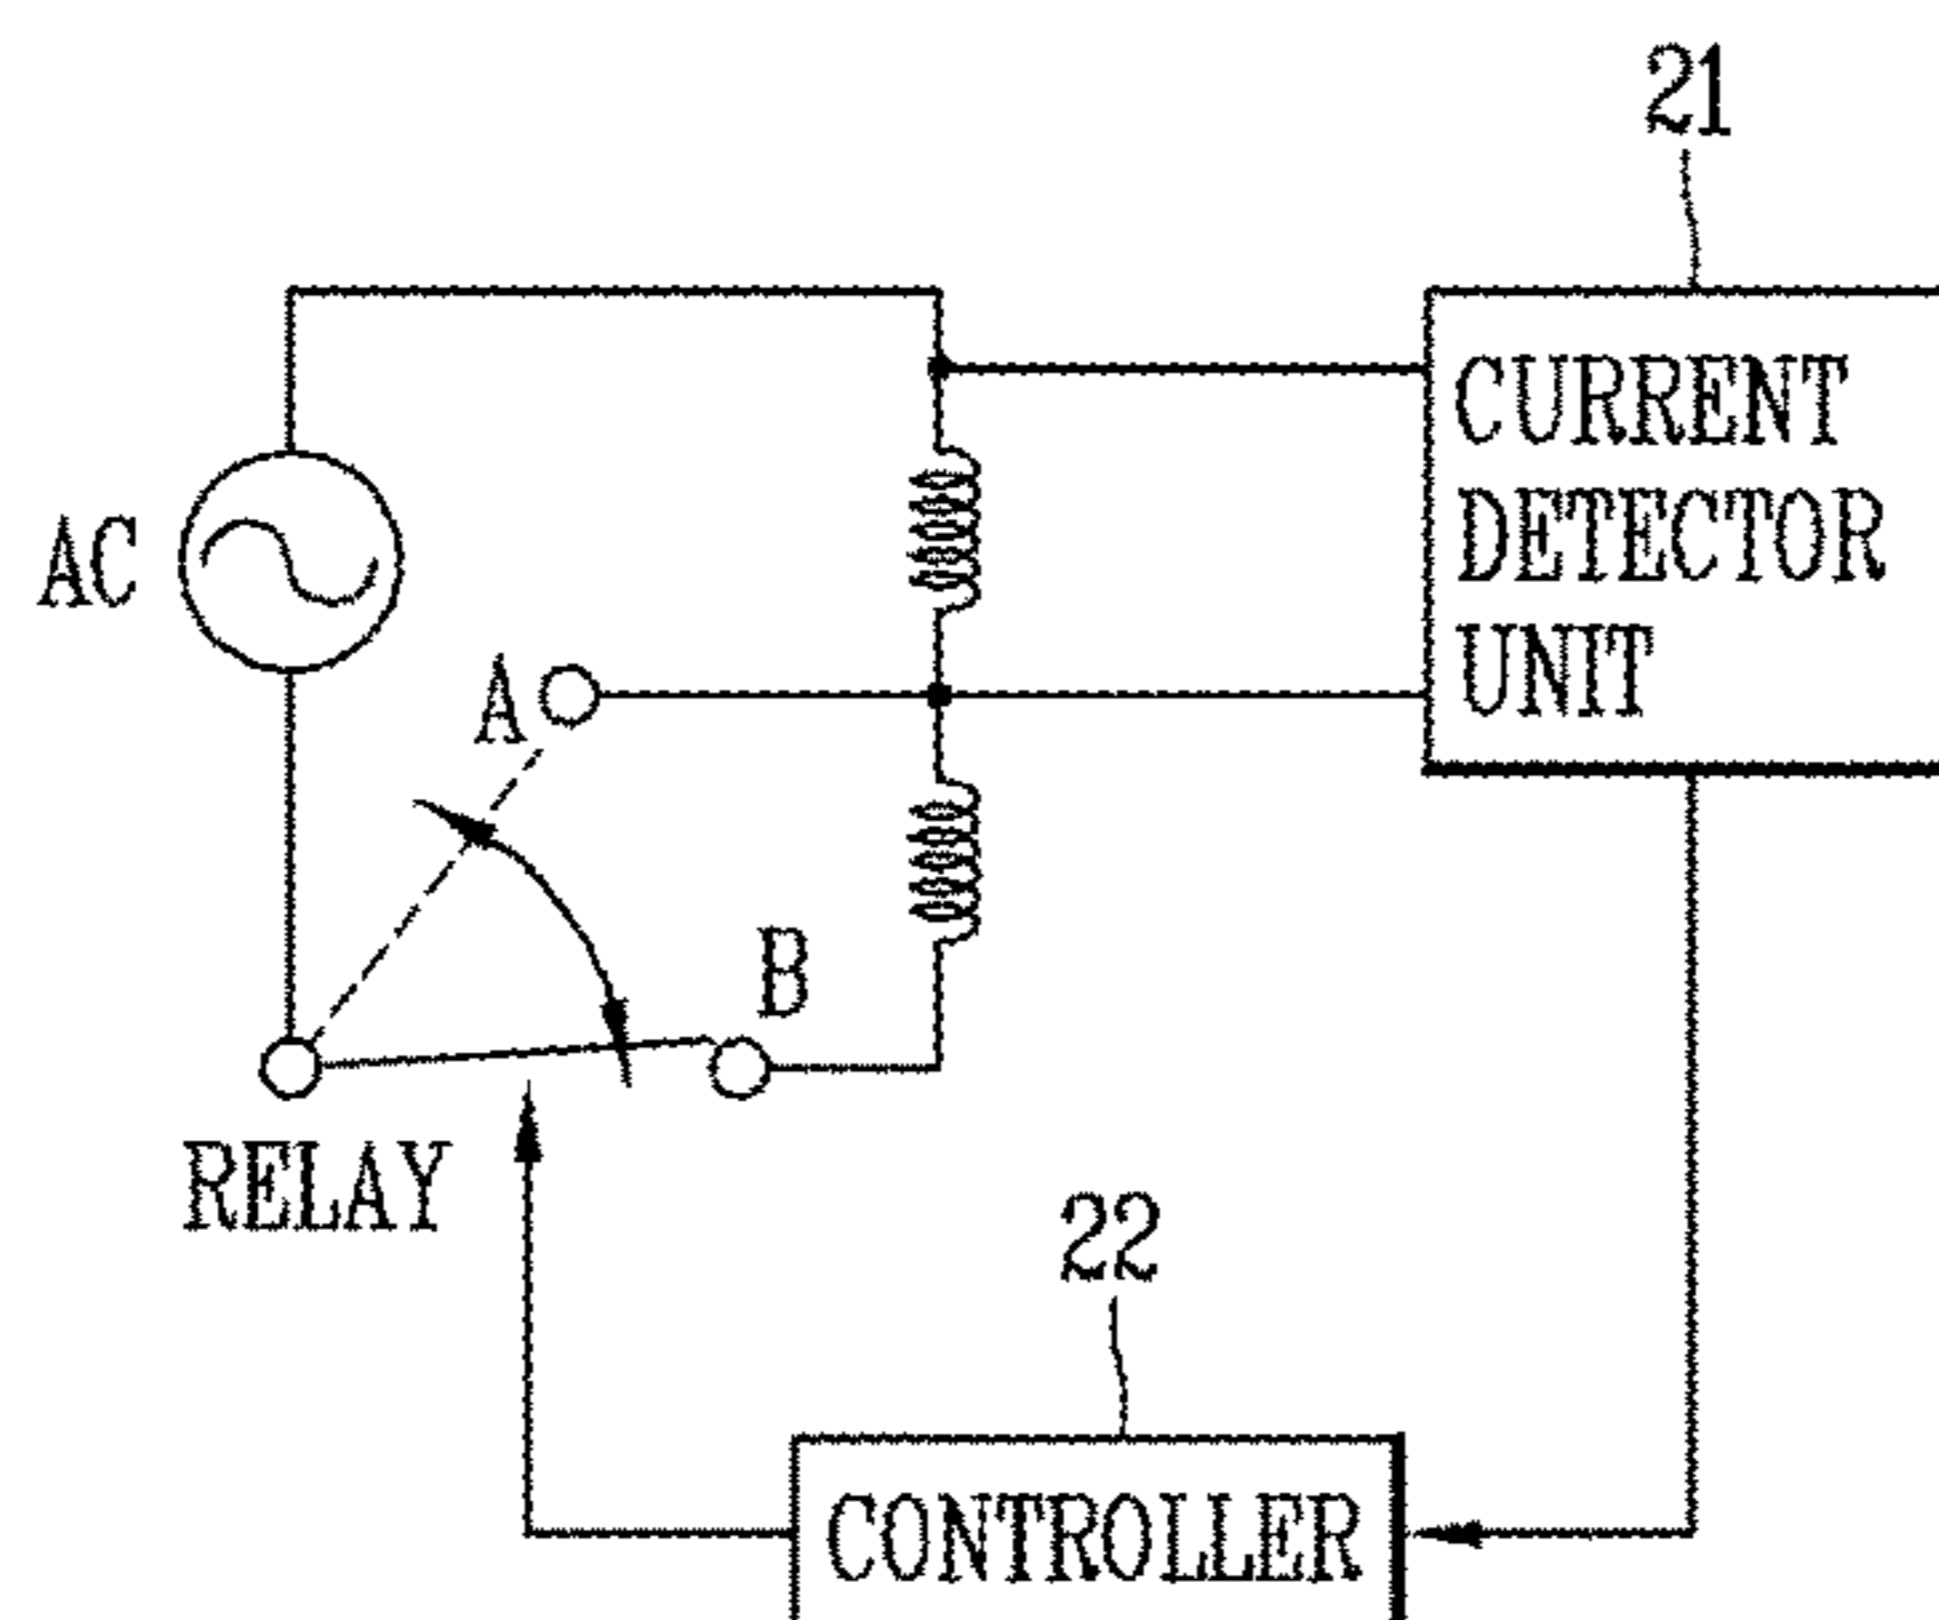 21
CURRENT
DETECTOR
UNIT
AC
A
B
RELAY
22
CONTROLLER